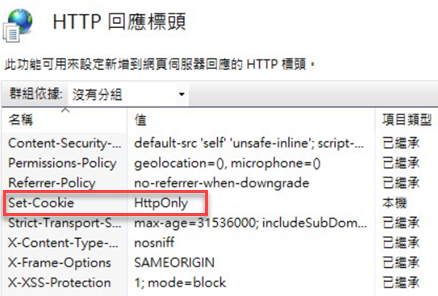 HTTP 回應標頭
此功能可用來設定新增到網頁伺服器回應的 HTTP 標頭。
群組依據: 沒有分組
名稱 值 項目類型
Content-Security-... default-src 'self' 'unsafe-inline'; script-... 已繼承
Permissions-Policy geolocation=(), microphone=() 已繼承
Referrer-Policy no-referrer-when-downgrade 已繼承
Set-Cookie HttpOnly 本機
Strict-Transport-S... max-age=31536000; includeSubDom... 已繼承
X-Content-Type-... nosniff 已繼承
X-Frame-Options SAMEORIGIN 已繼承
X-XSS-Protection 1; mode=block 已繼承